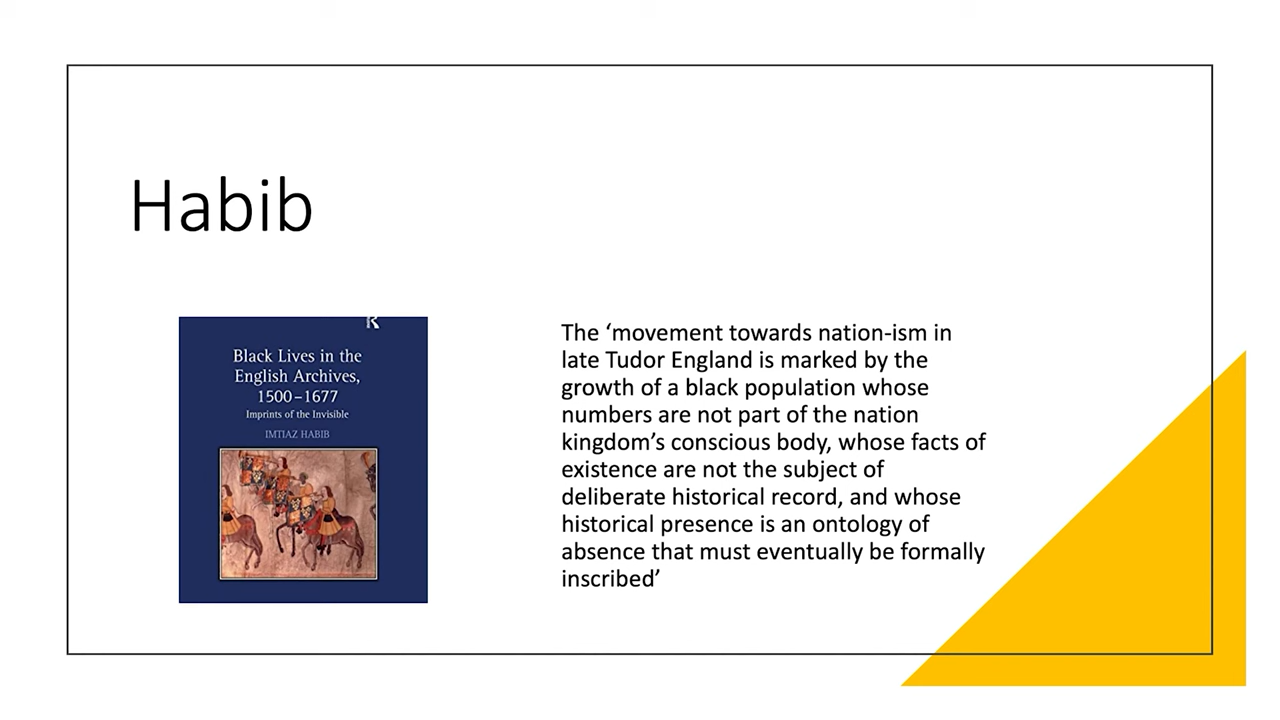 Habib
R
Black Lives in the
English Archives,
1500–1677
Imprints of the Invisible
IMTIAZ HABIB
The ‘movement towards nation-ism in
late Tudor England is marked by the
growth of a black population whose
numbers are not part of the nation
kingdom’s conscious body, whose facts of
existence are not the subject of
deliberate historical record, and whose
historical presence is an ontology of
absence that must eventually be formally
inscribed’